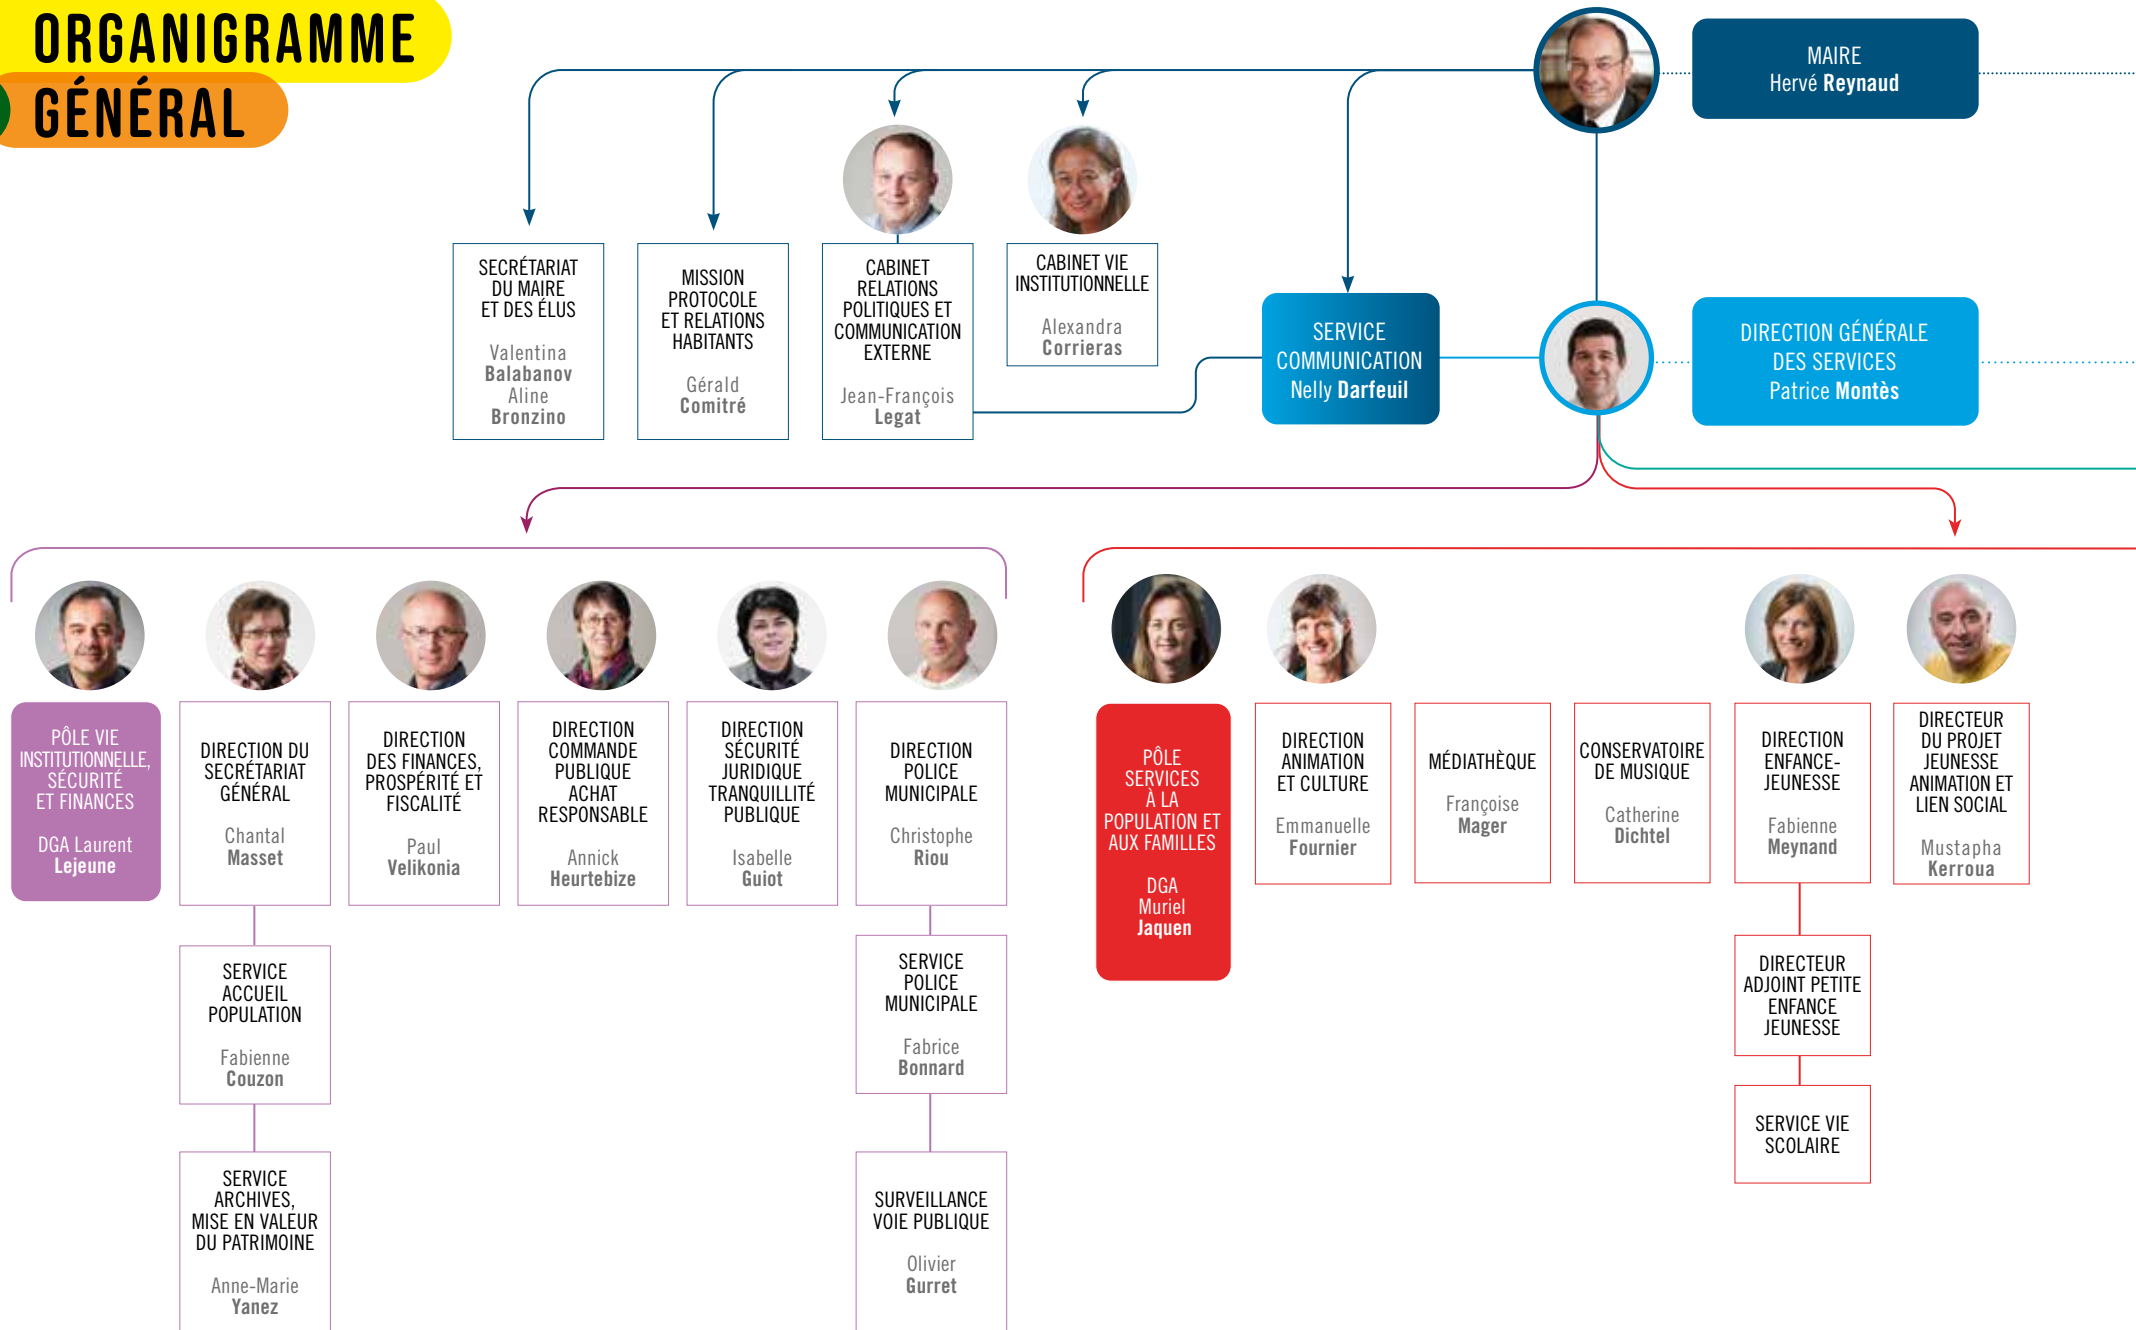 ORGANIGRAMME
GÉNÉRAL
MAIRE
Hervé Reynaud
SECRÉTARIAT
DU MAIRE
ET DES ÉLUS
Valentina
Balabanov
Aline
Bronzino
MISSION
PROTOCOLE
ET RELATIONS
HABITANTS
Gérald
Comitré
CABINET
RELATIONS
POLITIQUES ET
COMMUNICATION
EXTERNE
Jean-François
Legat
CABINET VIE
INSTITUTIONNELLE
Alexandra
Corrieras
SERVICE
COMMUNICATION
Nelly Darfeuil
DIRECTION GÉNÉRALE
DES SERVICES
Patrice Montès
PÔLE VIE
INSTITUTIONNELLE,
SÉCURITÉ
ET FINANCES
DGA Laurent
Lejeune
DIRECTION DU
SECRÉTARIAT
GÉNÉRAL
Chantal
Masset
DIRECTION
DES FINANCES,
PROSPÉRITÉ ET
FISCALITÉ
Paul
Velikonia
DIRECTION
COMMANDE
PUBLIQUE
ACHAT
RESPONSABLE
Annick
Heurtebize
DIRECTION
SÉCURITÉ
JURIDIQUE
TRANQUILLITÉ
PUBLIQUE
Isabelle
Guiot
DIRECTION
POLICE
MUNICIPALE
Christophe
Riou
PÔLE
SERVICES
À LA
POPULATION ET
AUX FAMILLES
DGA
Muriel
Jaquen
DIRECTION
ANIMATION
ET CULTURE
Emmanuelle
Fournier
MÉDIATHÈQUE
Françoise
Mager
CONSERVATOIRE
DE MUSIQUE
Catherine
Dichtel
DIRECTION
ENFANCE-
JEUNESSE
Fabienne
Meynand
DIRECTEUR
DU PROJET
JEUNESSE
ANIMATION ET
LIEN SOCIAL
Mustapha
Kerroua
SERVICE
ACCUEIL
POPULATION
Fabienne
Couzon
SERVICE
POLICE
MUNICIPALE
Fabrice
Bonnard
DIRECTEUR
ADJOINT PETITE
ENFANCE
JEUNESSE
SERVICE VIE
SCOLAIRE
SERVICE
ARCHIVES,
MISE EN VALEUR
DU PATRIMOINE
Anne-Marie
Yanez
SURVEILLANCE
VOIE PUBLIQUE
Olivier
Gurret